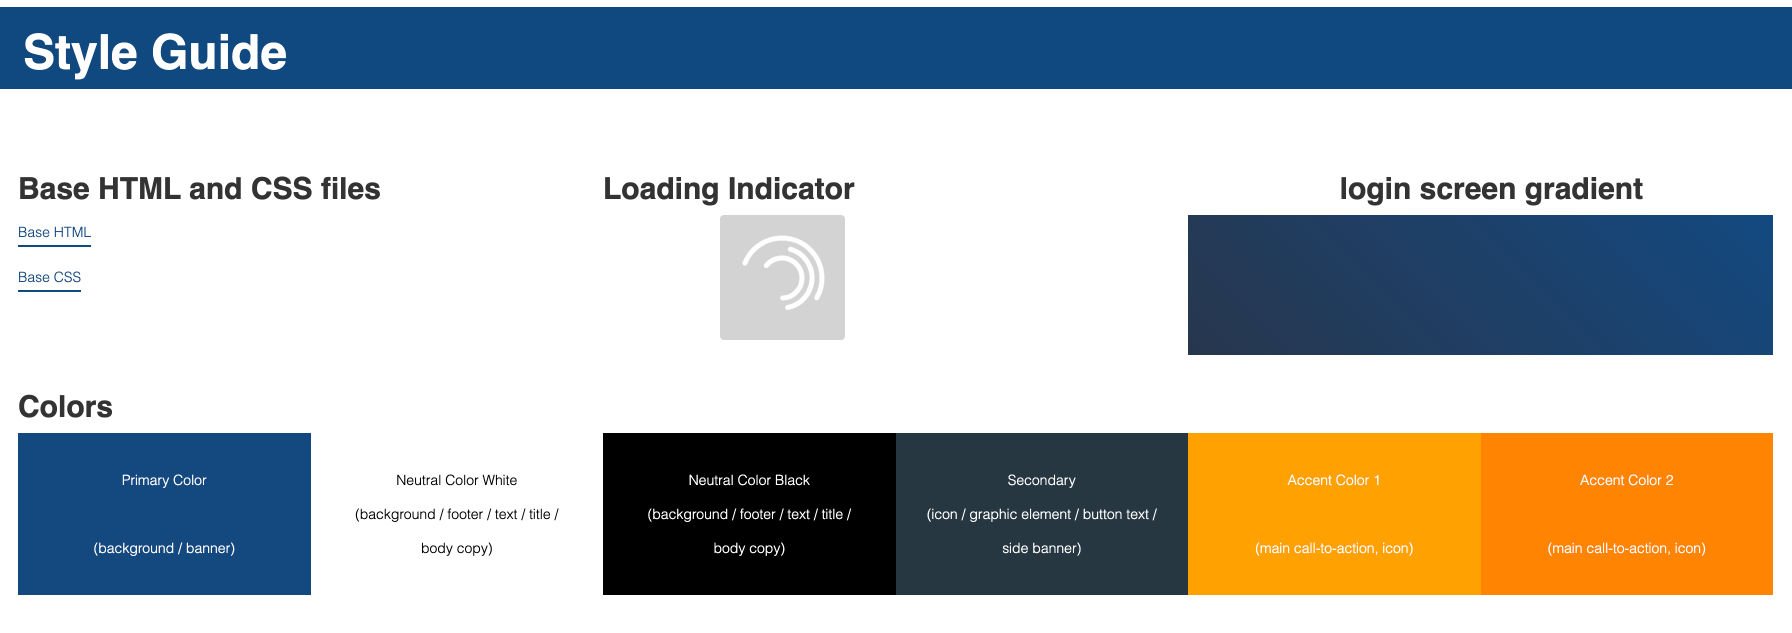 Style Guide
Base HTML and CSS files
Base HTML
Base CSS
Loading Indicator
login screen gradient
Colors
Primary Color
(background / banner)
Neutral Color White
(background / footer / text / title /
body copy)
Neutral Color Black
(background / footer / text / title /
body copy)
Secondary
(icon / graphic element / button text /
side banner)
Accent Color 1
(main call-to-action, icon)
Accent Color 2
(main call-to-action, icon)